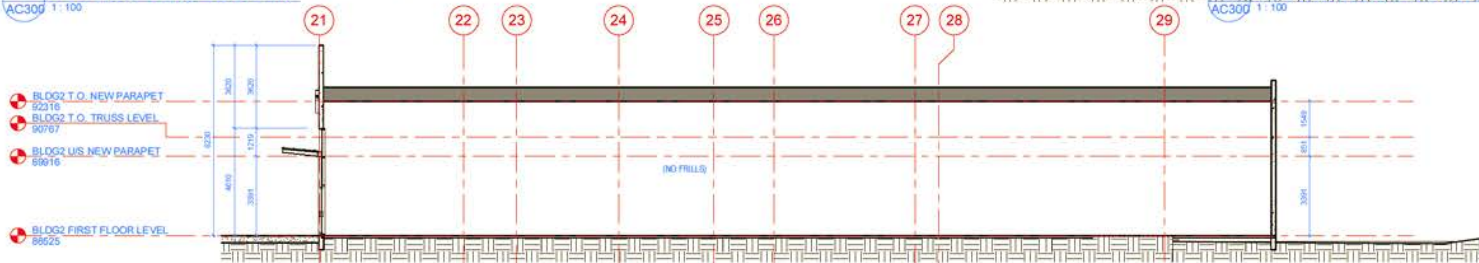 AC300 1 : 100
AC300 1 : 100
21 22 23 24 25 26 27 28 29
BLDG2 T.O. NEW PARAPET
92316
BLDG2 T.O. TRUSS LEVEL
90767
BLDG2 U/S NEW PARAPET
89916
BLDG2 FIRST FLOOR LEVEL
86525
8230
3620
3620
4610
1219
3391
(NO FRILLS)
1549
851
3391